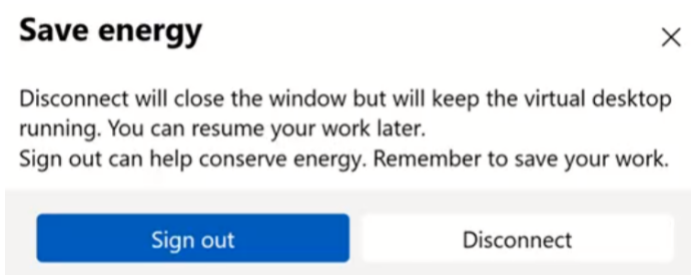 Save energy
Disconnect will close the window but will keep the virtual desktop
running. You can resume your work later.
Sign out can help conserve energy. Remember to save your work.
Sign out
Disconnect